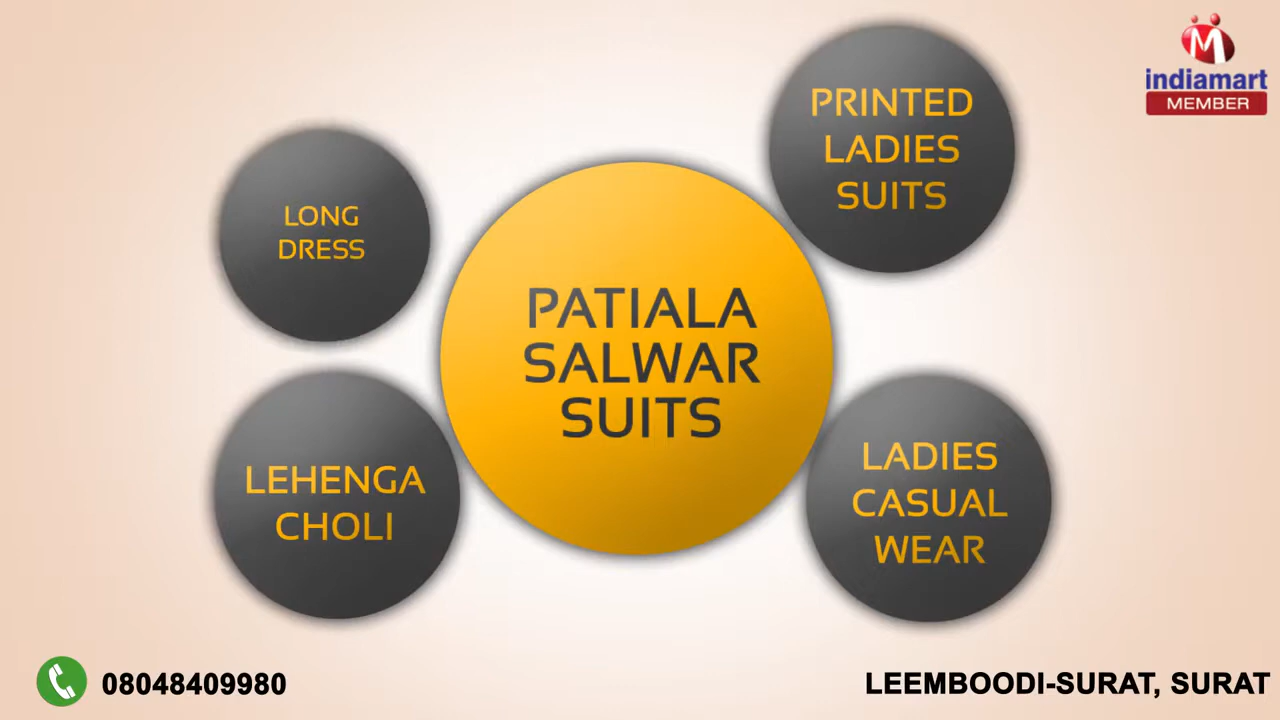 indiamart
MEMBER
PRINTED
LADIES
SUITS
LONG
DRESS
PATIALA
SALWAR
SUITS
LEHENGA
CHOLI
LADIES
CASUAL
WEAR
08048409980
LEEMBOODI-SURAT, SURAT